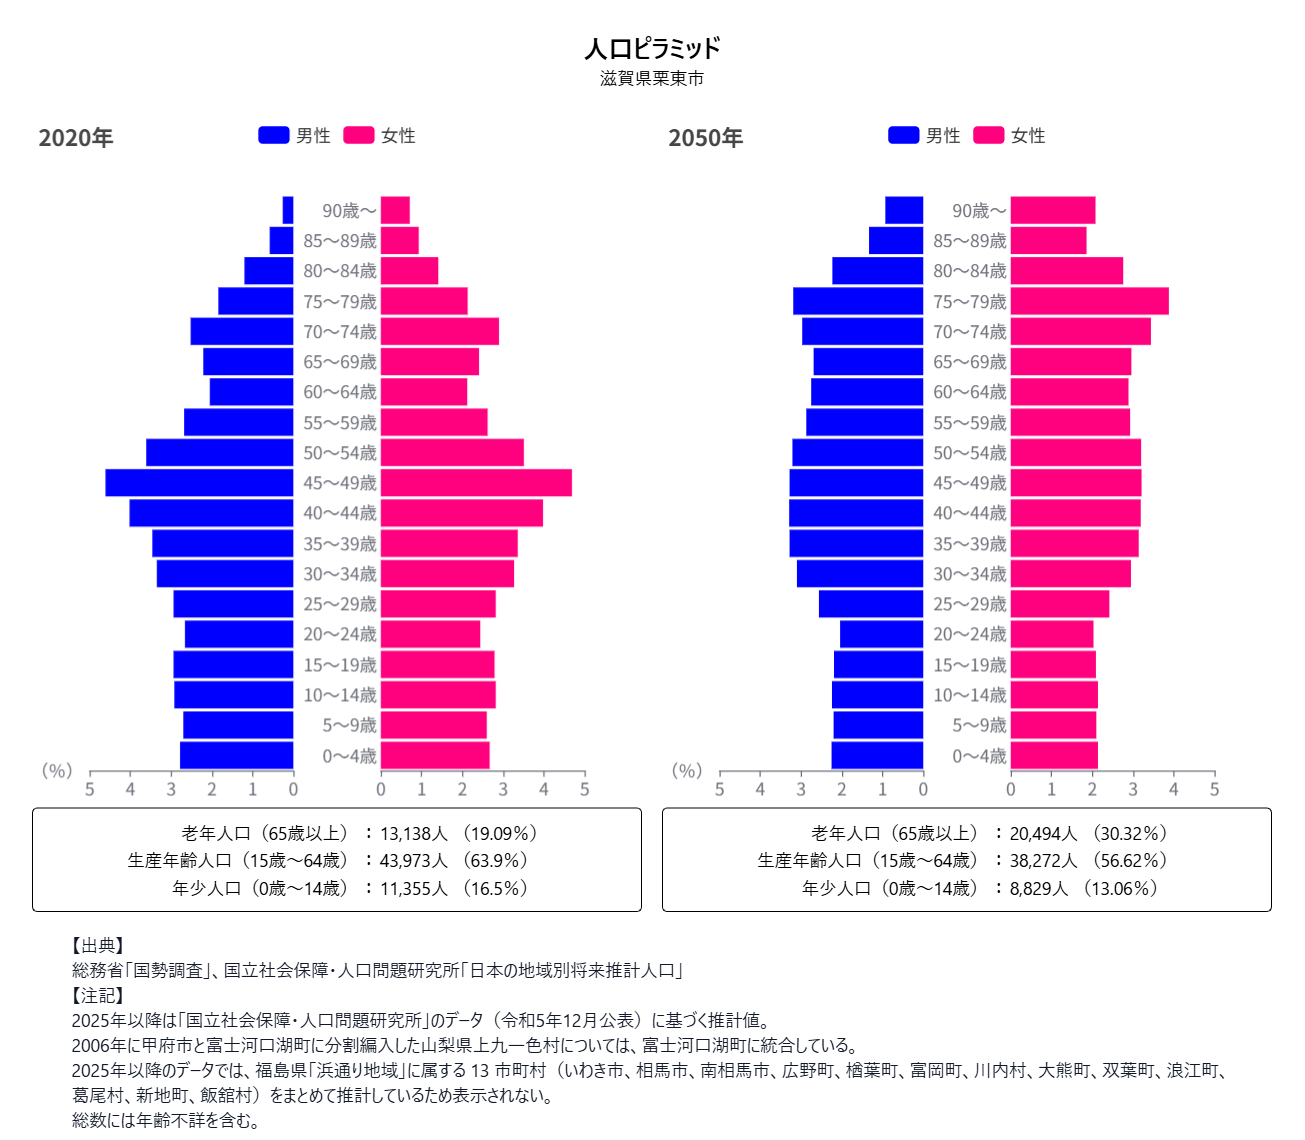 人口ピラミッド
滋賀県栗東市
2020年
男性 女性
90歳～
85～89歳
80～84歳
75～79歳
70～74歳
65～69歳
60～64歳
55～59歳
50～54歳
45～49歳
40～44歳
35～39歳
30～34歳
25～29歳
20～24歳
15～19歳
10～14歳
5～9歳
0～4歳
（%）
5 4 3 2 1 0 0 1 2 3 4 5
老年人口（65歳以上）：13,138人（19.09%）
生産年齢人口（15歳～64歳）：43,973人（63.9%）
年少人口（0歳～14歳）：11,355人（16.5%）
2050年
男性 女性
90歳～
85～89歳
80～84歳
75～79歳
70～74歳
65～69歳
60～64歳
55～59歳
50～54歳
45～49歳
40～44歳
35～39歳
30～34歳
25～29歳
20～24歳
15～19歳
10～14歳
5～9歳
0～4歳
（%）
5 4 3 2 1 0 0 1 2 3 4 5
老年人口（65歳以上）：20,494人（30.32%）
生産年齢人口（15歳～64歳）：38,272人（56.62%）
年少人口（0歳～14歳）：8,829人（13.06%）
【出典】
総務省「国勢調査」、国立社会保障・人口問題研究所「日本の地域別将来推計人口」
【注記】
2025年以降は「国立社会保障・人口問題研究所」のデータ（令和5年12月公表）に基づく推計値。
2006年に甲府市と富士河口湖町に分割編入した山梨県上九一色村については、富士河口湖町に統合している。
2025年以降のデータでは、福島県「浜通り地域」に属する 13 市町村（いわき市、相馬市、南相馬市、広野町、楢葉町、富岡町、川内村、大熊町、双葉町、浪江町、
葛尾村、新地町、飯舘村）をまとめて推計しているため表示されない。
総数には年齢不詳を含む。